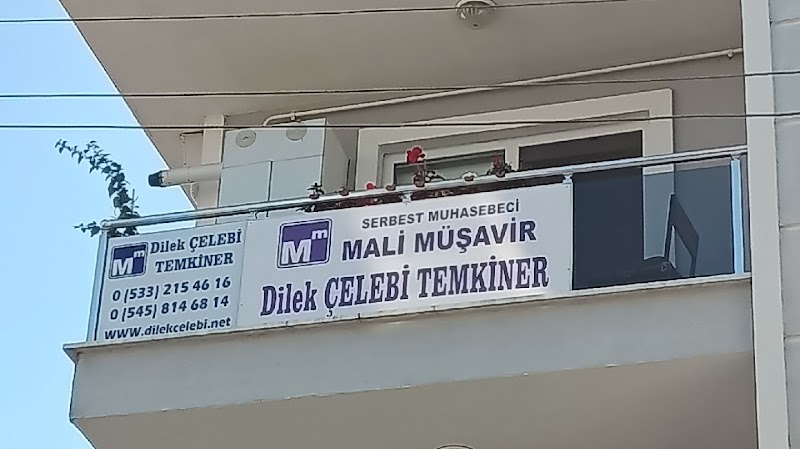 Mm
Dilek ÇELEBİ
TEMKİNER
0 (533) 215 46 16
0 (545) 814 68 14
www.dilekcelebi.net
Mm
SERBEST MUHASEBECİ
MALİ MÜŞAVİR
Dilek ÇELEBİ TEMKİNER